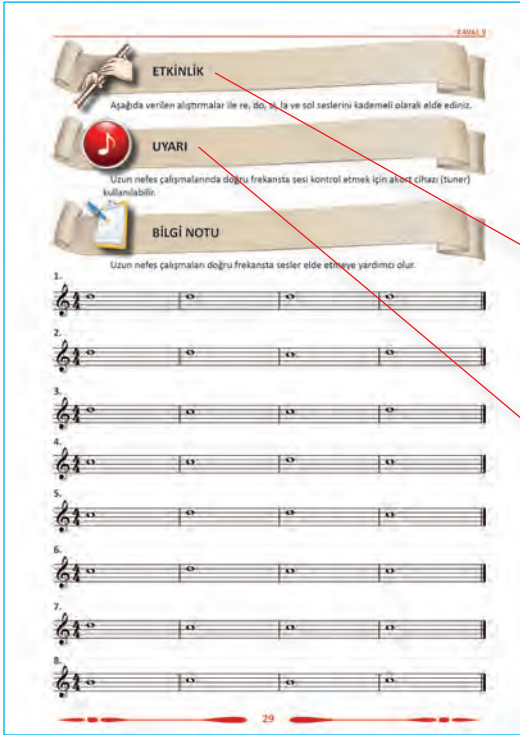 KAVAL 9
ETKİNLİK
Aşağıda verilen alıştırmalar ile re, do, si, la ve sol seslerini kademeli olarak elde ediniz.
UYARI
Uzun nefes çalışmalarında doğru frekansta sesi kontrol etmek için akort cihazı (tuner)
kullanılabilir.
BİLGİ NOTU
Uzun nefes çalışmaları doğru frekansta sesler elde etmeye yardımcı olur.
1.
2.
3.
4.
5.
6.
7.
8.
29